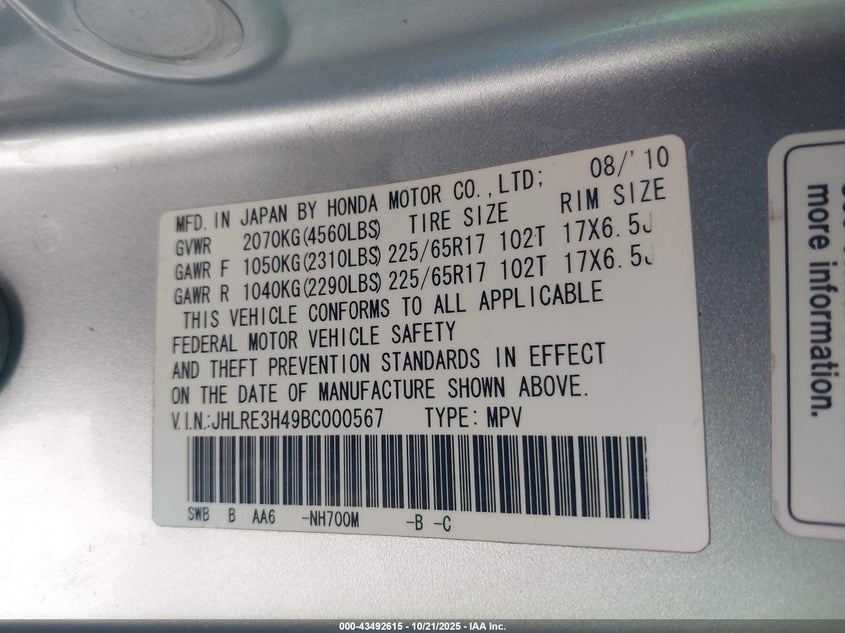 MFD. IN JAPAN BY HONDA MOTOR CO., LTD; 08/'10
GVWR 2070KG(4560LBS) TIRE SIZE RIM SIZE
GAWR F 1050KG(2310LBS) 225/65R17 102T 17X6.5J
GAWR R 1040KG(2290LBS) 225/65R17 102T 17X6.5J
THIS VEHICLE CONFORMS TO ALL APPLICABLE
FEDERAL MOTOR VEHICLE SAFETY
AND THEFT PREVENTION STANDARDS IN EFFECT
ON THE DATE OF MANUFACTURE SHOWN ABOVE.
V.I.N.:JHLRE3H49BC000567 TYPE: MPV
SWB B AA6 -NH700M -B -C
more information.
000-43492615 - 10/21/2025 - IAA Inc.